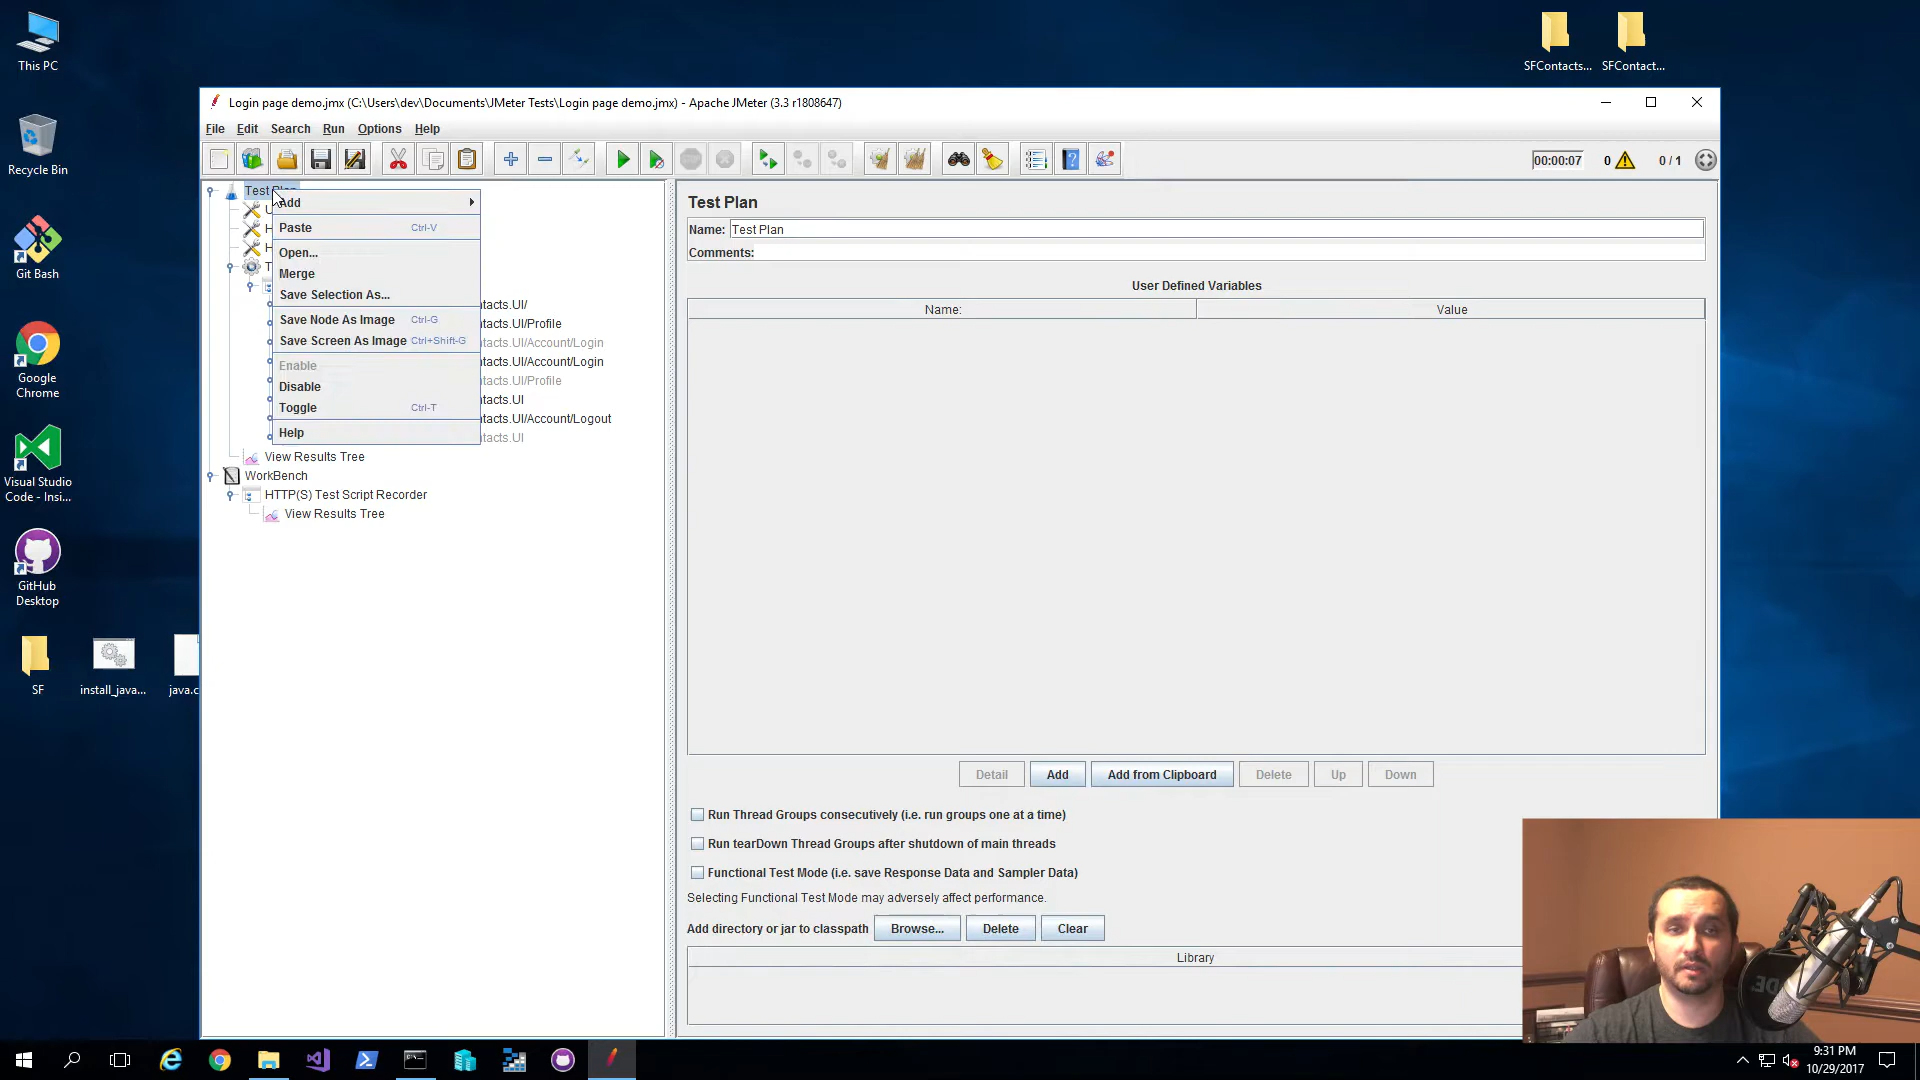 This PC
Recycle Bin
Git Bash
Google
Chrome
Visual Studio
Code - Insi...
GitHub
Desktop
SF
install_java...
java.c
SFContacts...
SFContact...
Login page demo.jmx (C:\Users\dev\Documents\JMeter Tests\Login page demo.jmx) - Apache JMeter (3.3 r1808647)
File Edit Search Run Options Help
00:00:07 0 0 / 1
Test Plan
Add
Paste Ctrl-V
Open...
Merge
Save Selection As...
Save Node As Image Ctrl-G
Save Screen As Image Ctrl+Shift-G
Enable
Disable
Toggle Ctrl-T
Help
tacts.UI/
tacts.UI/Profile
tacts.UI/Account/Login
tacts.UI/Account/Login
tacts.UI/Profile
tacts.UI
tacts.UI/Account/Logout
tacts.UI
View Results Tree
WorkBench
HTTP(S) Test Script Recorder
View Results Tree
Test Plan
Name: Test Plan
Comments:
User Defined Variables
Name: Value
Detail Add Add from Clipboard Delete Up Down
Run Thread Groups consecutively (i.e. run groups one at a time)
Run tearDown Thread Groups after shutdown of main threads
Functional Test Mode (i.e. save Response Data and Sampler Data)
Selecting Functional Test Mode may adversely affect performance.
Add directory or jar to classpath Browse... Delete Clear
Library
9:31 PM
10/29/2017